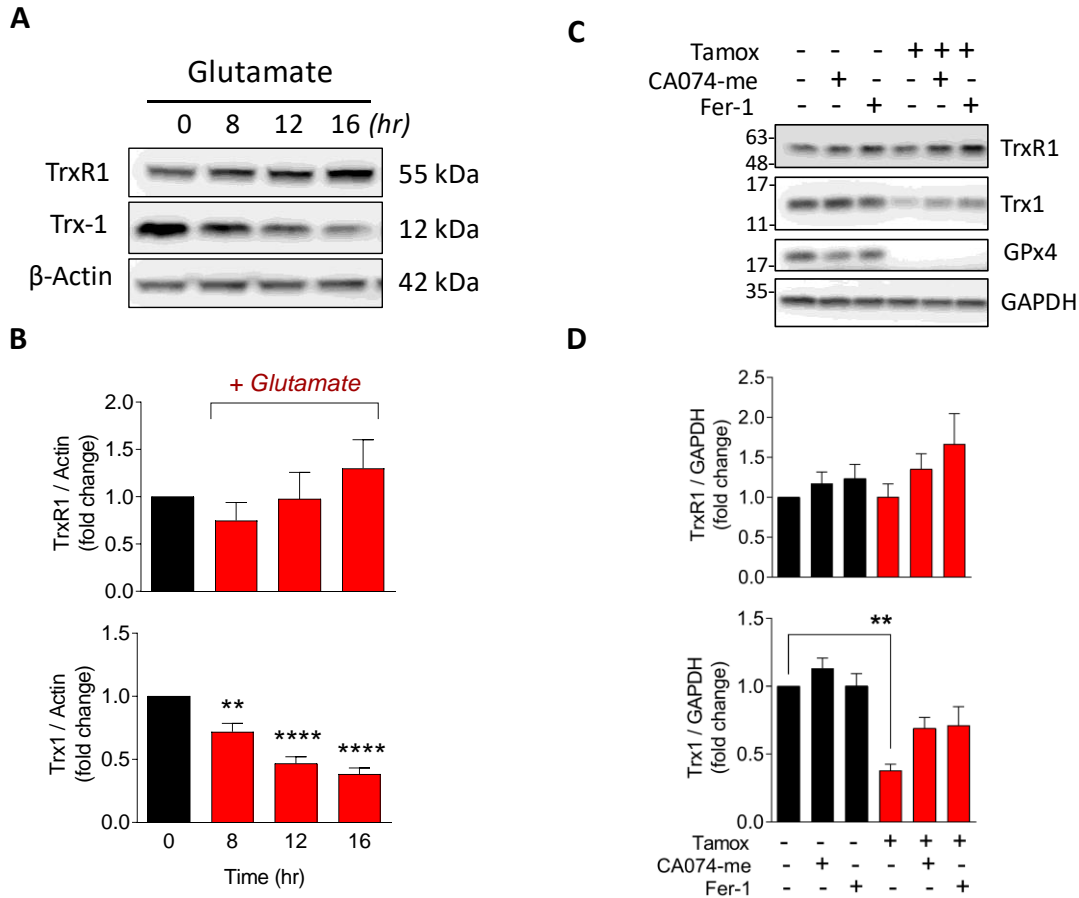 A
Glutamate
0 8 12 16 (hr)
TrxR1 55 kDa
Trx-1 12 kDa
β-Actin 42 kDa
B
+ Glutamate
TrxR1 / Actin
(fold change)
2.0
1.5
1.0
0.5
0.0
Trx1 / Actin
(fold change)
1.5
1.0
0.5
0.0
** **** ****
0 8 12 16
Time (hr)
C
Tamox - - - + + +
CA074-me - + - - + -
Fer-1 - - + - - +
63-
48-
TrxR1
17-
11-
Trx1
17-
GPx4
35-
GAPDH
D
TrxR1 / GAPDH
(fold change)
2.5
2.0
1.5
1.0
0.5
0.0
Trx1 / GAPDH
(fold change)
1.5
1.0
0.5
0.0
**
Tamox - - - + + +
CA074-me - + - - + -
Fer-1 - - + - - +